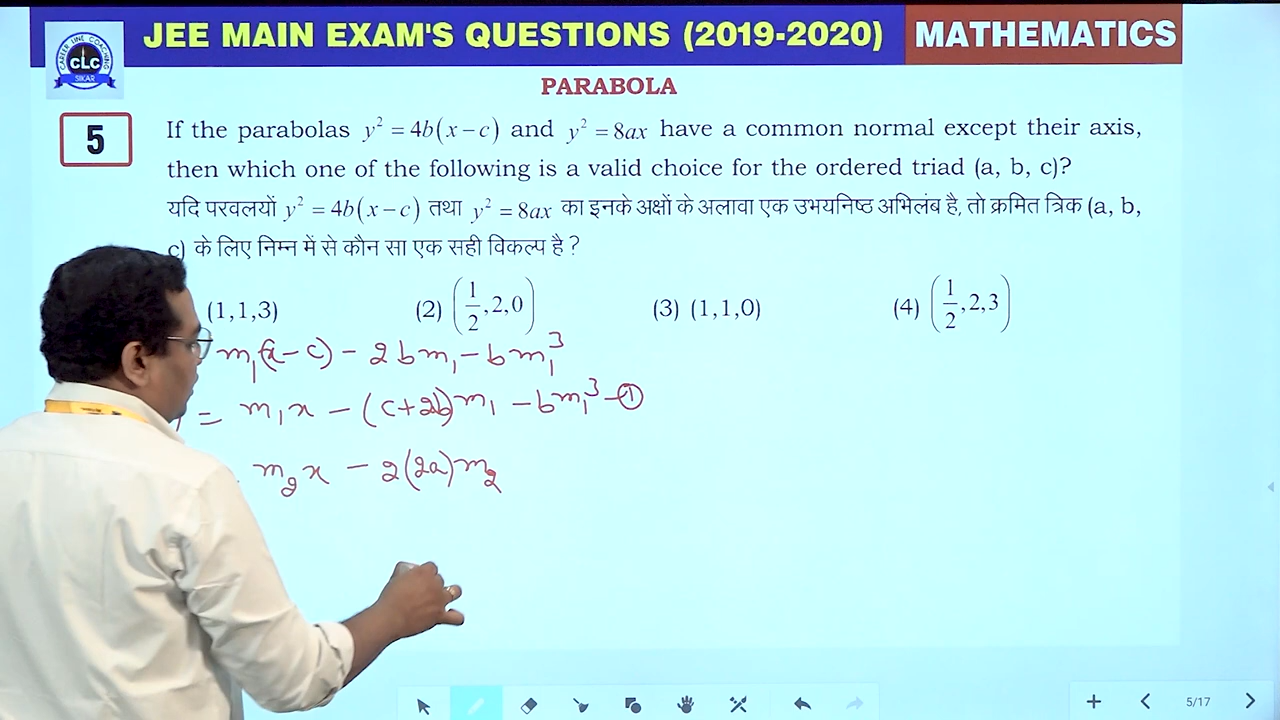 JEE MAIN EXAM'S QUESTIONS (2019-2020) MATHEMATICS
CAREER LINE COACHING
cLc
SIKAR
PARABOLA
5
If the parabolas y² = 4b(x−c) and y² = 8ax have a common normal except their axis,
then which one of the following is a valid choice for the ordered triad (a, b, c)?
यदि परवलयों y² = 4b(x−c) तथा y² = 8ax का इनके अक्षों के अलावा एक उभयनिष्ठ अभिलंब है, तो क्रमित त्रिक (a, b,
c) के लिए निम्न में से कौन सा एक सही विकल्प है ?
(1,1,3) (2) (1/2,2,0) (3) (1,1,0) (4) (1/2,2,3)
m₁(x−c) − 2bm₁ − bm₁³
= m₁x − (c+2b)m₁ − bm₁³ −①
m₂x − 2(2a)m₂
5/17